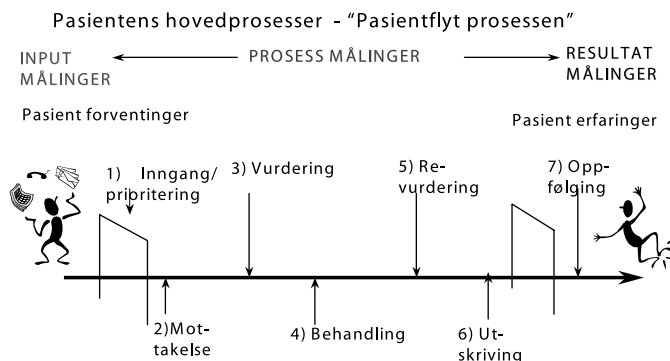 Pasientens hovedprosesser - “Pasientflyt prosessen”
INPUT
MÅLINGER
PROSESS MÅLINGER
RESULTAT
MÅLINGER
Pasient forventinger
Pasient erfaringer
1) Inngang/
pripritering
3) Vurdering
5) Re-
vurdering
7) Opp-
følging
2)Mot-
takelse
4) Behandling
6) Ut-
skriving